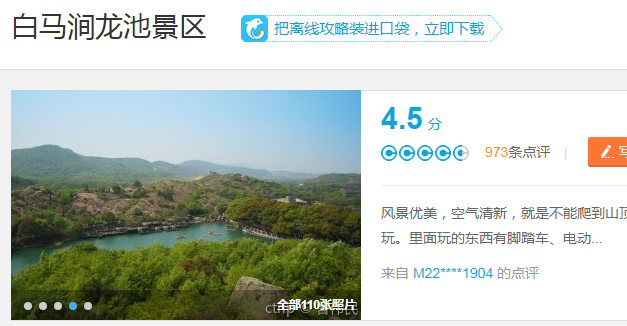 白马涧龙池景区
把离线攻略装进口袋，立即下载
4.5 分
973条点评
风景优美，空气清新，就是不能爬到山顶
玩。里面玩的东西有脚踏车、电动...
来自 M22****1904 的点评
全部110张照片